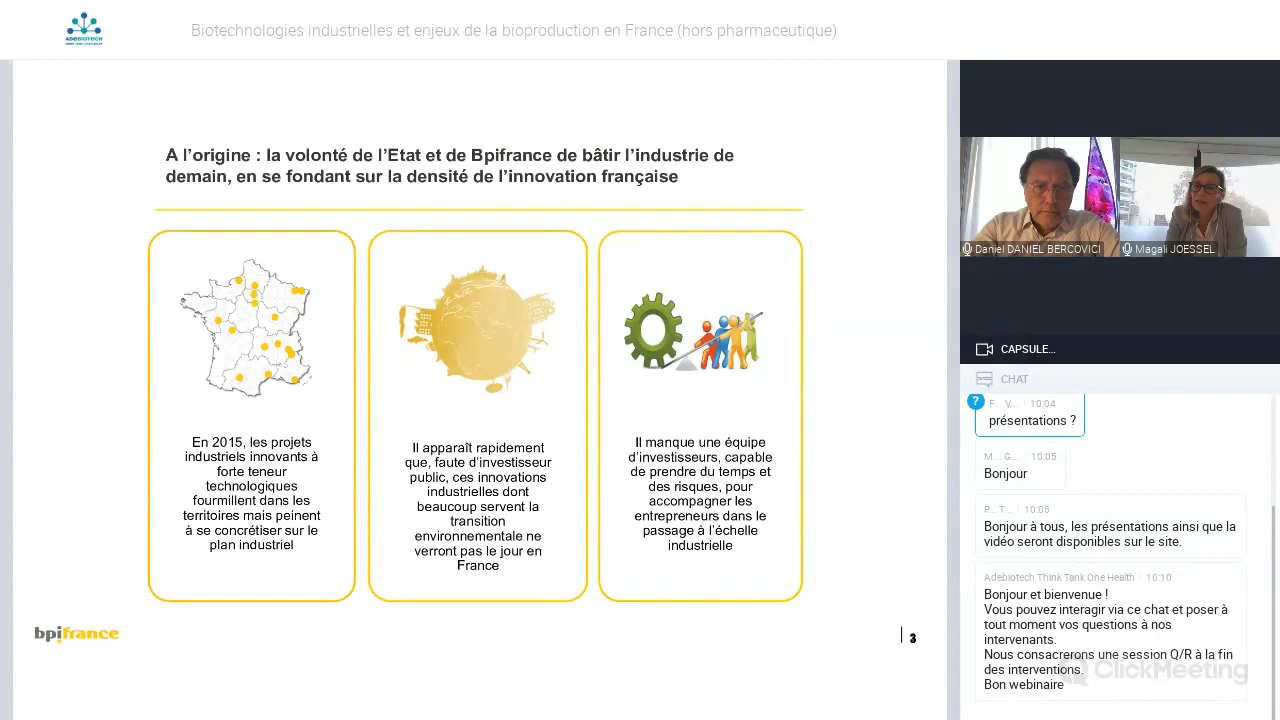 ADEBIOTECH
Biotechnologies industrielles et enjeux de la bioproduction en France (hors pharmaceutique)
A l’origine : la volonté de l’Etat et de Bpifrance de bâtir l’industrie de
demain, en se fondant sur la densité de l’innovation française
En 2015, les projets
industriels innovants à
forte teneur
technologiques
fourmillent dans les
territoires mais peinent
à se concrétiser sur le
plan industriel
Il apparaît rapidement
que, faute d’investisseur
public, ces innovations
industrielles dont
beaucoup servent la
transition
environnementale ne
verront pas le jour en
France
Il manque une équipe
d’investisseurs, capable
de prendre du temps et
des risques, pour
accompagner les
entrepreneurs dans le
passage à l’échelle
industrielle
bpifrance
3
Daniel DANIEL BERCOVICI
Magali JOESSEL
CAPSULE...
CHAT
?
F... V... 10:04
présentations ?
M... G... 10:05
Bonjour
P... T... 10:05
Bonjour à tous, les présentations ainsi que la
vidéo seront disponibles sur le site.
Adebiotech Think Tank One Health 10:10
Bonjour et bienvenue !
Vous pouvez interagir via ce chat et poser à
tout moment vos questions à nos
intervenants.
Nous consacrerons une session Q/R à la fin
des interventions.
Bon webinaire
ClickMeeting